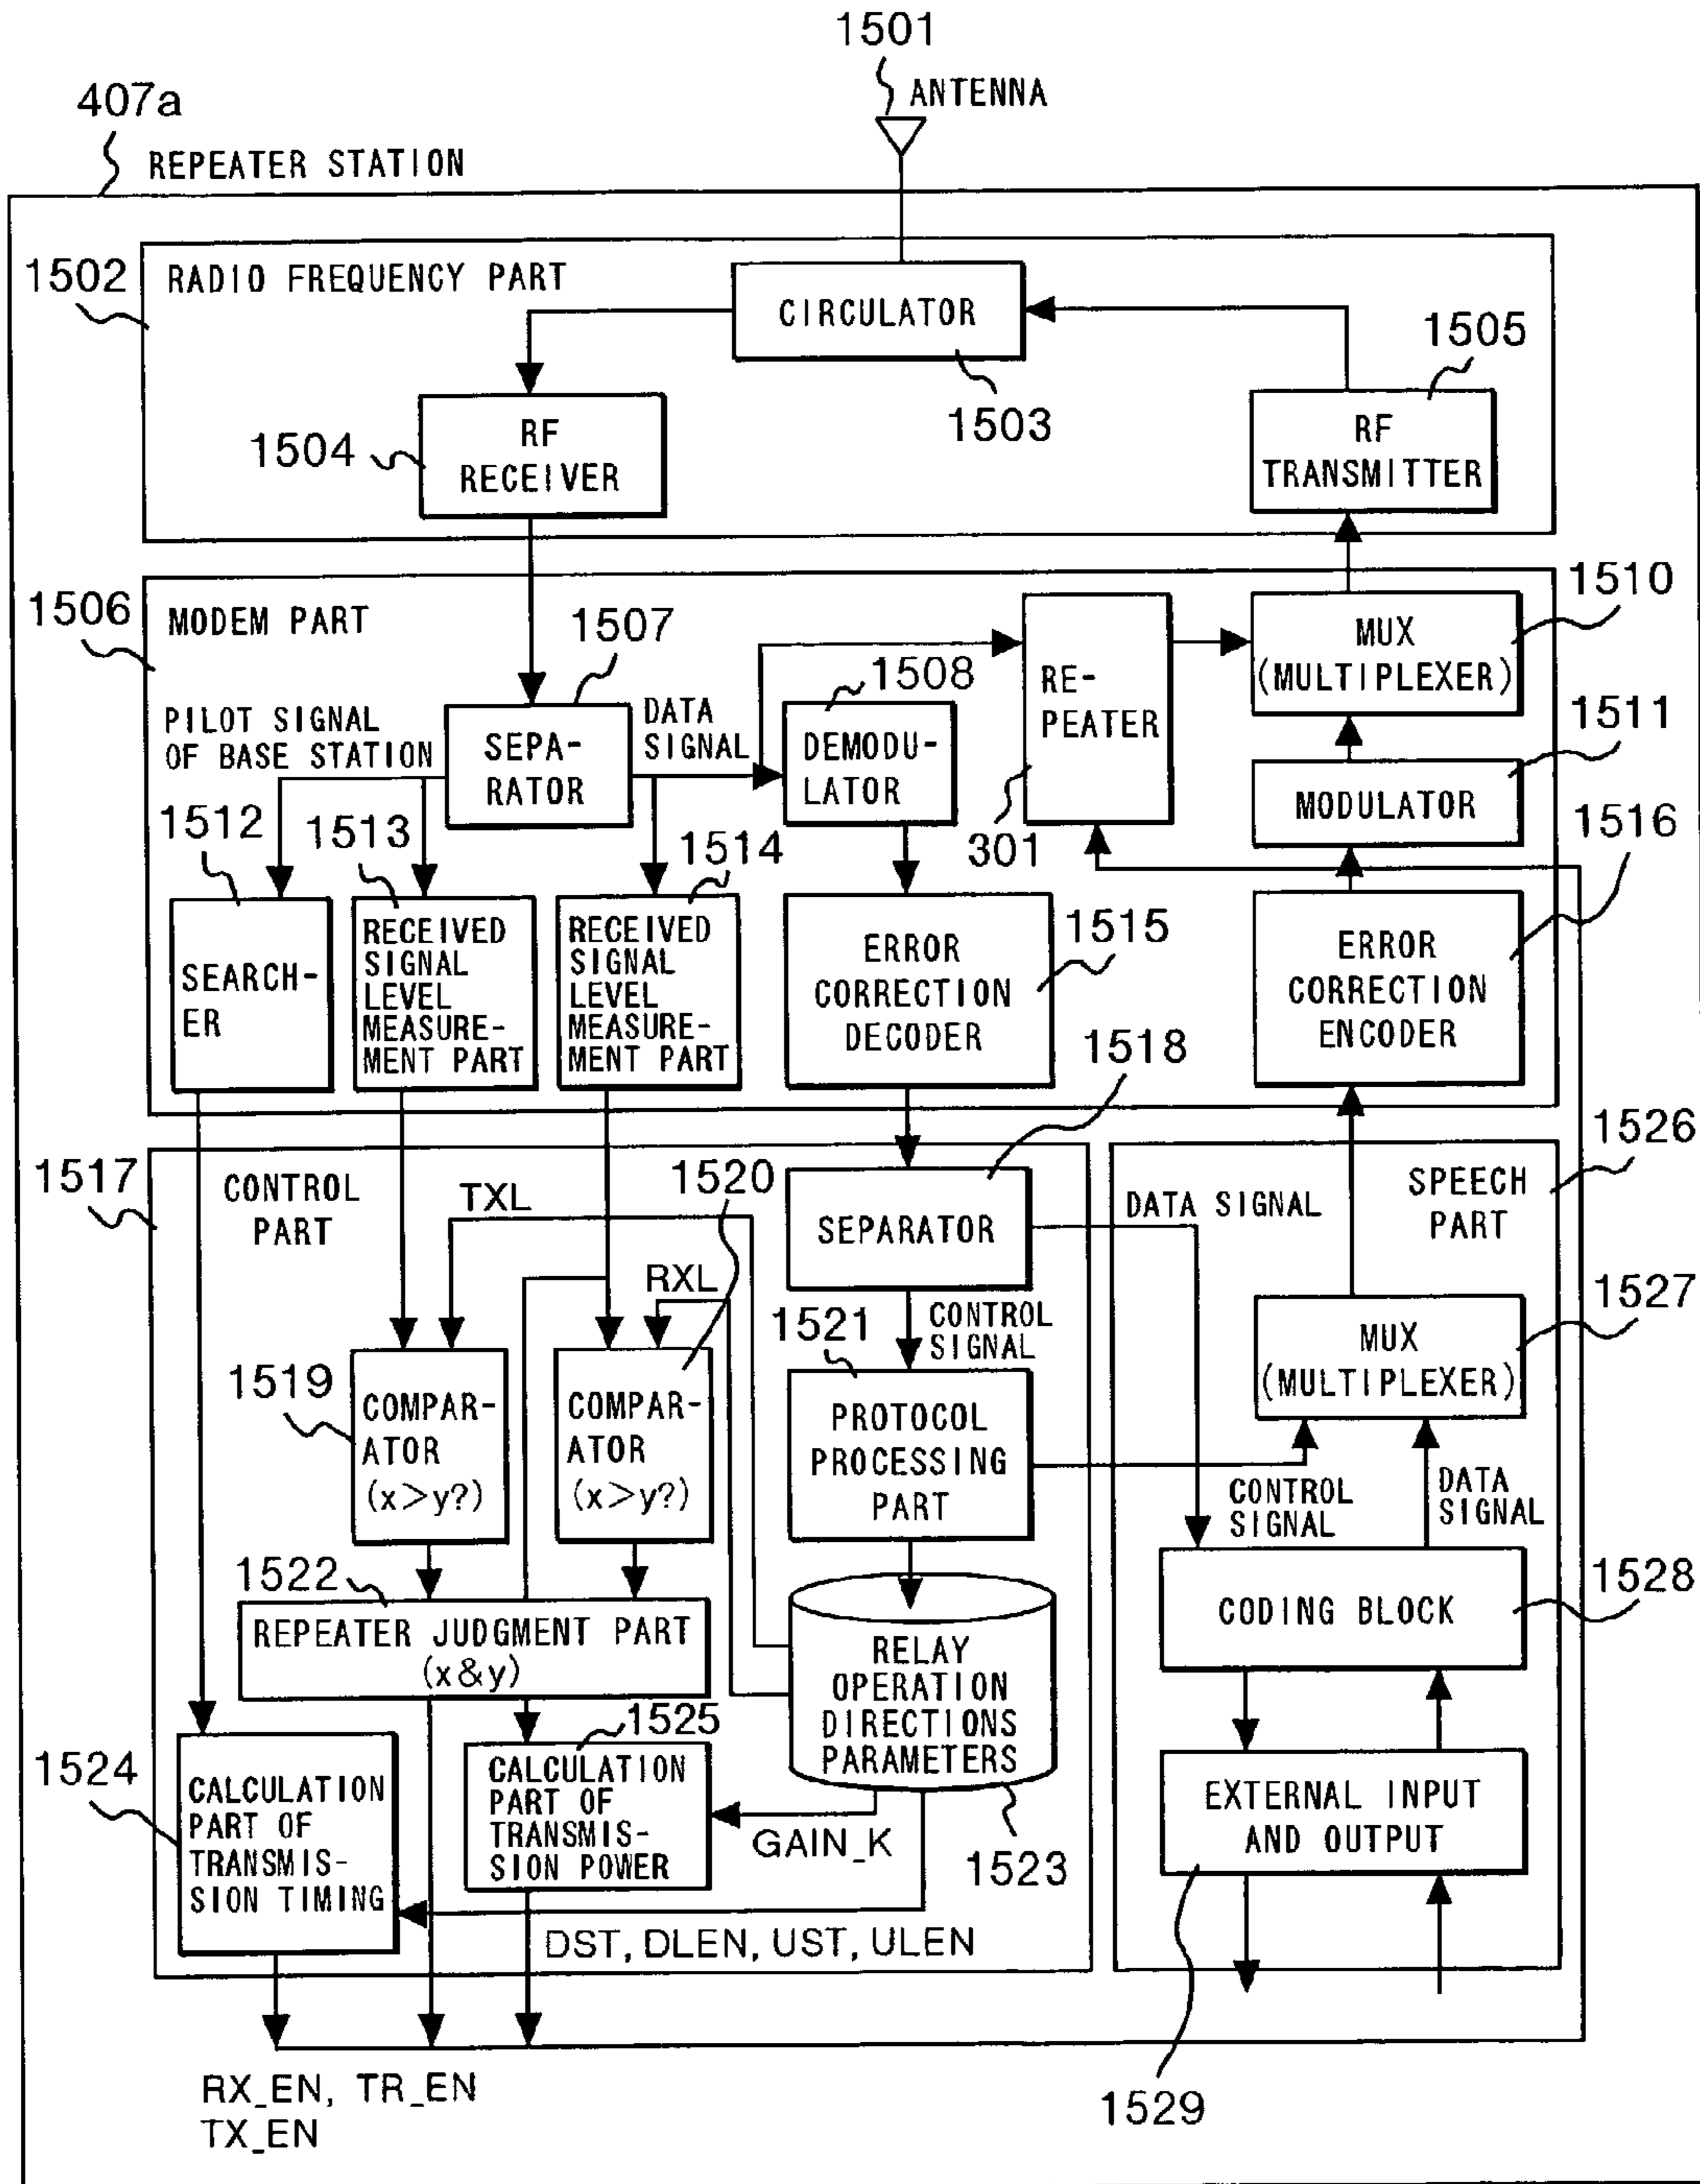 1501
ANTENNA
407a
REPEATER STATION
1502
RADIO FREQUENCY PART
CIRCULATOR
1503
1505
1504
RF
RECEIVER
RF
TRANSMITTER
1506
MODEM PART
1507
1508
1510
MUX
(MULTIPLEXER)
RE-
PEATER
301
PILOT SIGNAL
OF BASE STATION
SEPA-
RATOR
DATA
SIGNAL
DEMODU-
LATOR
1511
MODULATOR
1512
1513
1514
1516
SEARCH-
ER
RECEIVED
SIGNAL
LEVEL
MEASURE-
MENT PART
RECEIVED
SIGNAL
LEVEL
MEASURE-
MENT PART
ERROR
CORRECTION
DECODER
1515
ERROR
CORRECTION
ENCODER
1518
1517
CONTROL
PART
TXL
1520
RXL
SEPARATOR
DATA SIGNAL
SPEECH
PART
1526
1521
CONTROL
SIGNAL
MUX
(MULTIPLEXER)
1527
1519
COMPAR-
ATOR
(x>y?)
COMPAR-
ATOR
(x>y?)
PROTOCOL
PROCESSING
PART
CONTROL
SIGNAL
DATA
SIGNAL
1522
REPEATER JUDGMENT PART
(x&y)
RELAY
OPERATION
DIRECTIONS
PARAMETERS
1523
CODING BLOCK
1528
1524
CALCULATION
PART OF
TRANSMIS-
SION TIMING
1525
CALCULATION
PART OF
TRANSMIS-
SION POWER
GAIN_K
EXTERNAL INPUT
AND OUTPUT
DST, DLEN, UST, ULEN
1529
RX_EN, TR_EN
TX_EN